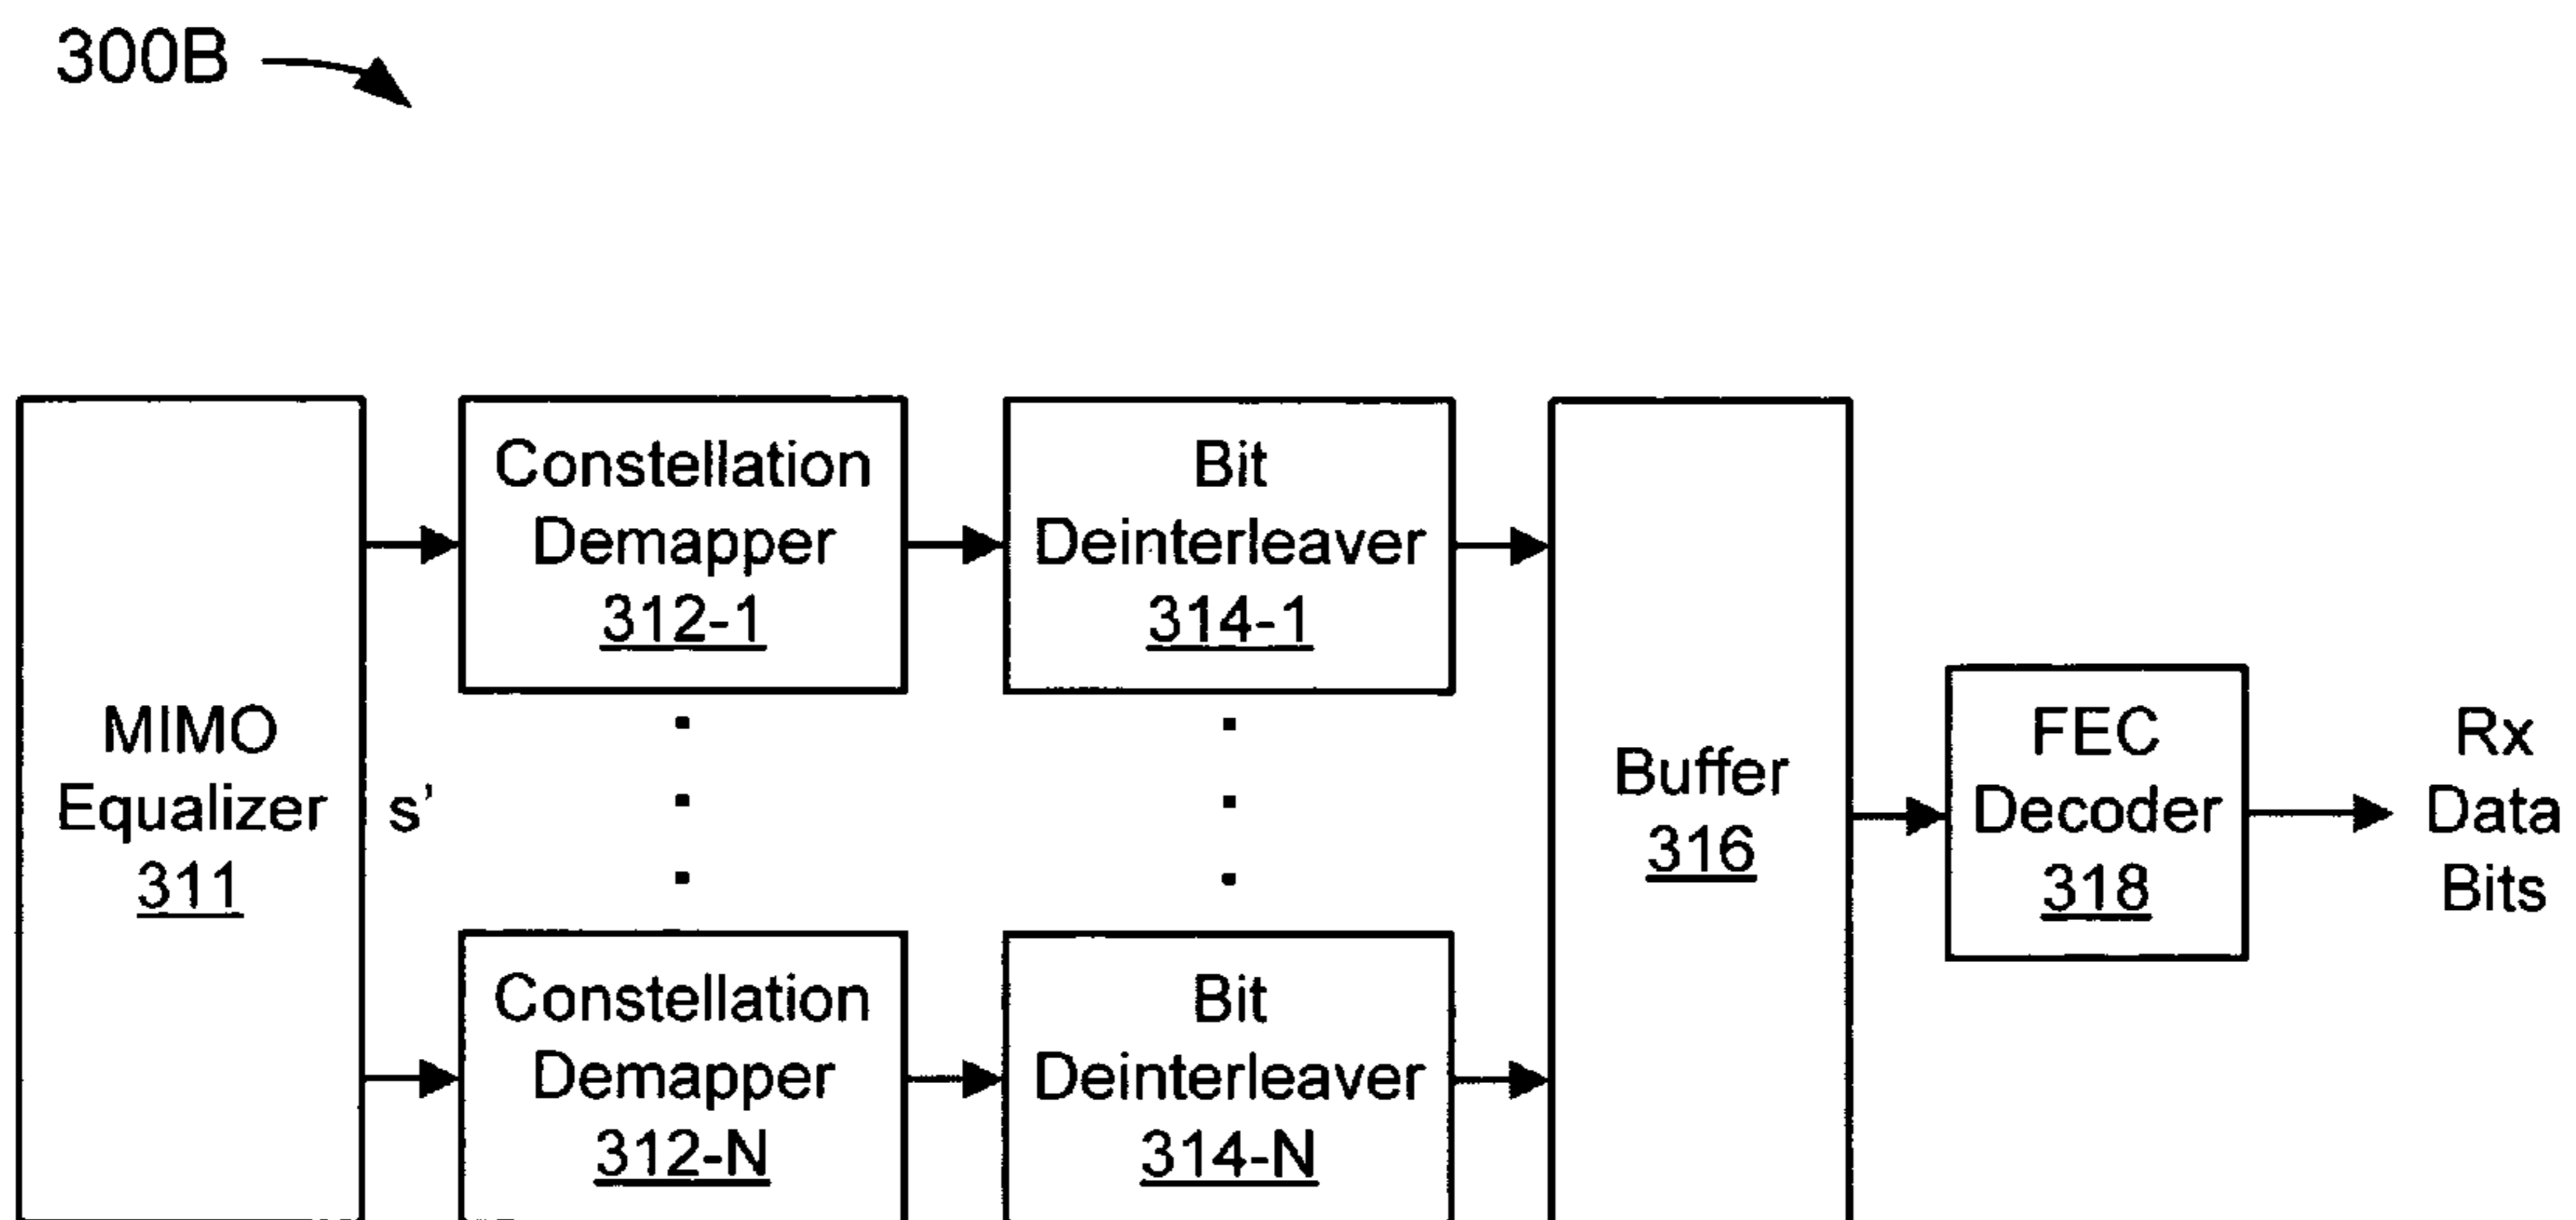 300B
MIMO
Equalizer
311
s'
Constellation
Demapper
312-1
Bit
Deinterleaver
314-1
Constellation
Demapper
312-N
Bit
Deinterleaver
314-N
Buffer
316
FEC
Decoder
318
Rx
Data
Bits